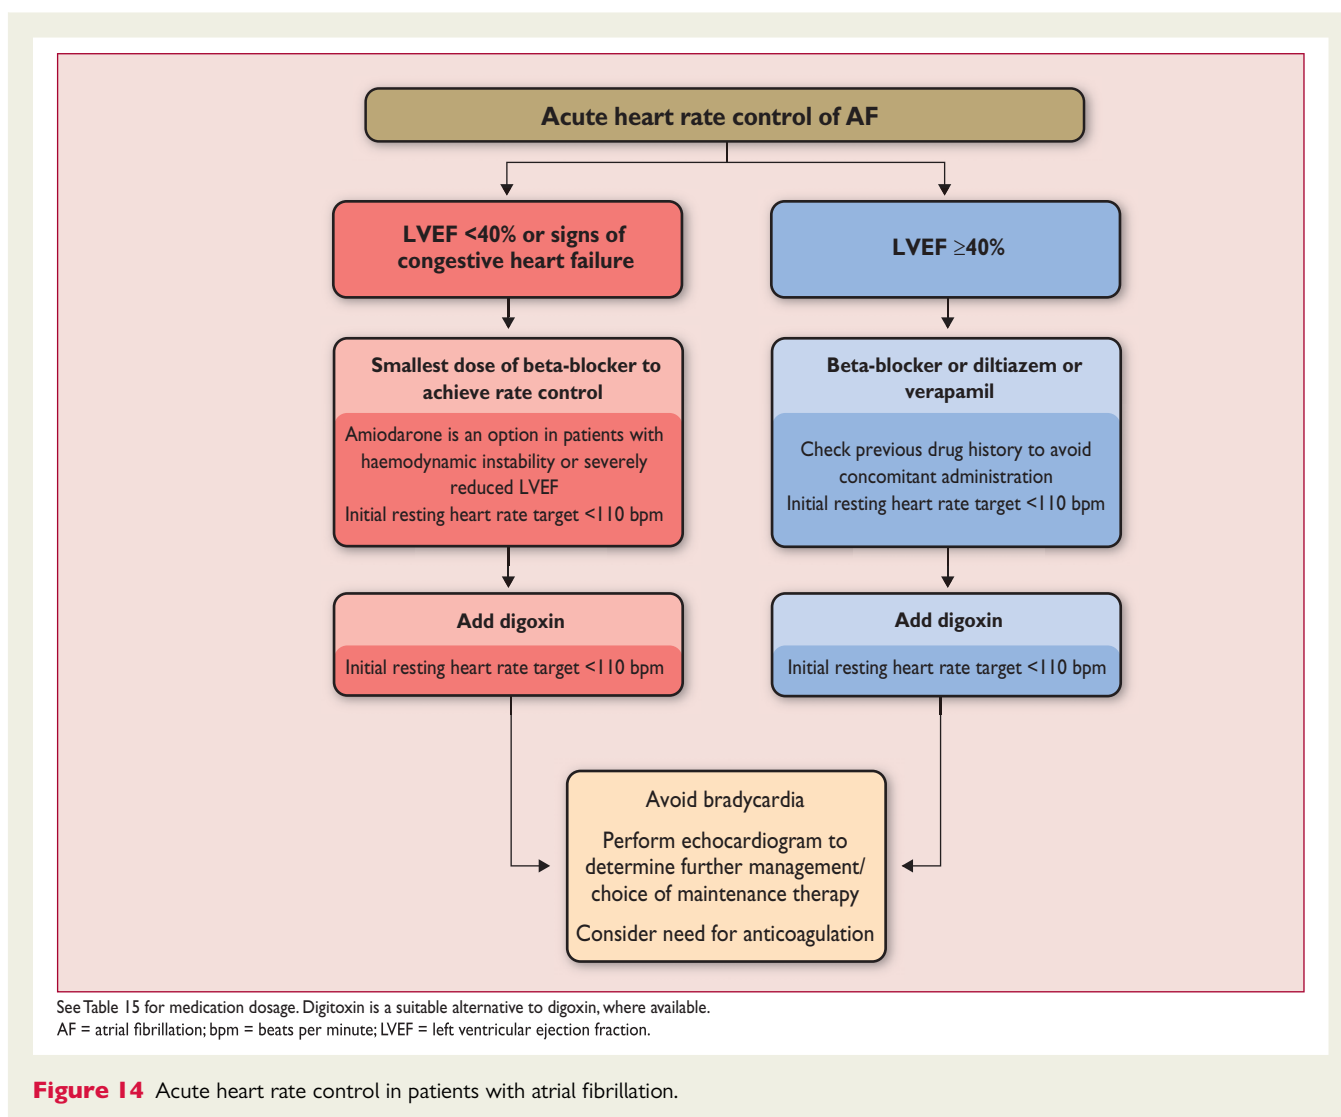 Acute heart rate control of AF
LVEF <40% or signs of
congestive heart failure
LVEF ≥40%
Smallest dose of beta-blocker to
achieve rate control
Amiodarone is an option in patients with
haemodynamic instability or severely
reduced LVEF
Initial resting heart rate target <110 bpm
Beta-blocker or diltiazem or
verapamil
Check previous drug history to avoid
concomitant administration
Initial resting heart rate target <110 bpm
Add digoxin
Initial resting heart rate target <110 bpm
Add digoxin
Initial resting heart rate target <110 bpm
Avoid bradycardia
Perform echocardiogram to
determine further management/
choice of maintenance therapy
Consider need for anticoagulation
See Table 15 for medication dosage. Digitoxin is a suitable alternative to digoxin, where available.
AF = atrial fibrillation; bpm = beats per minute; LVEF = left ventricular ejection fraction.
Figure 14 Acute heart rate control in patients with atrial fibrillation.